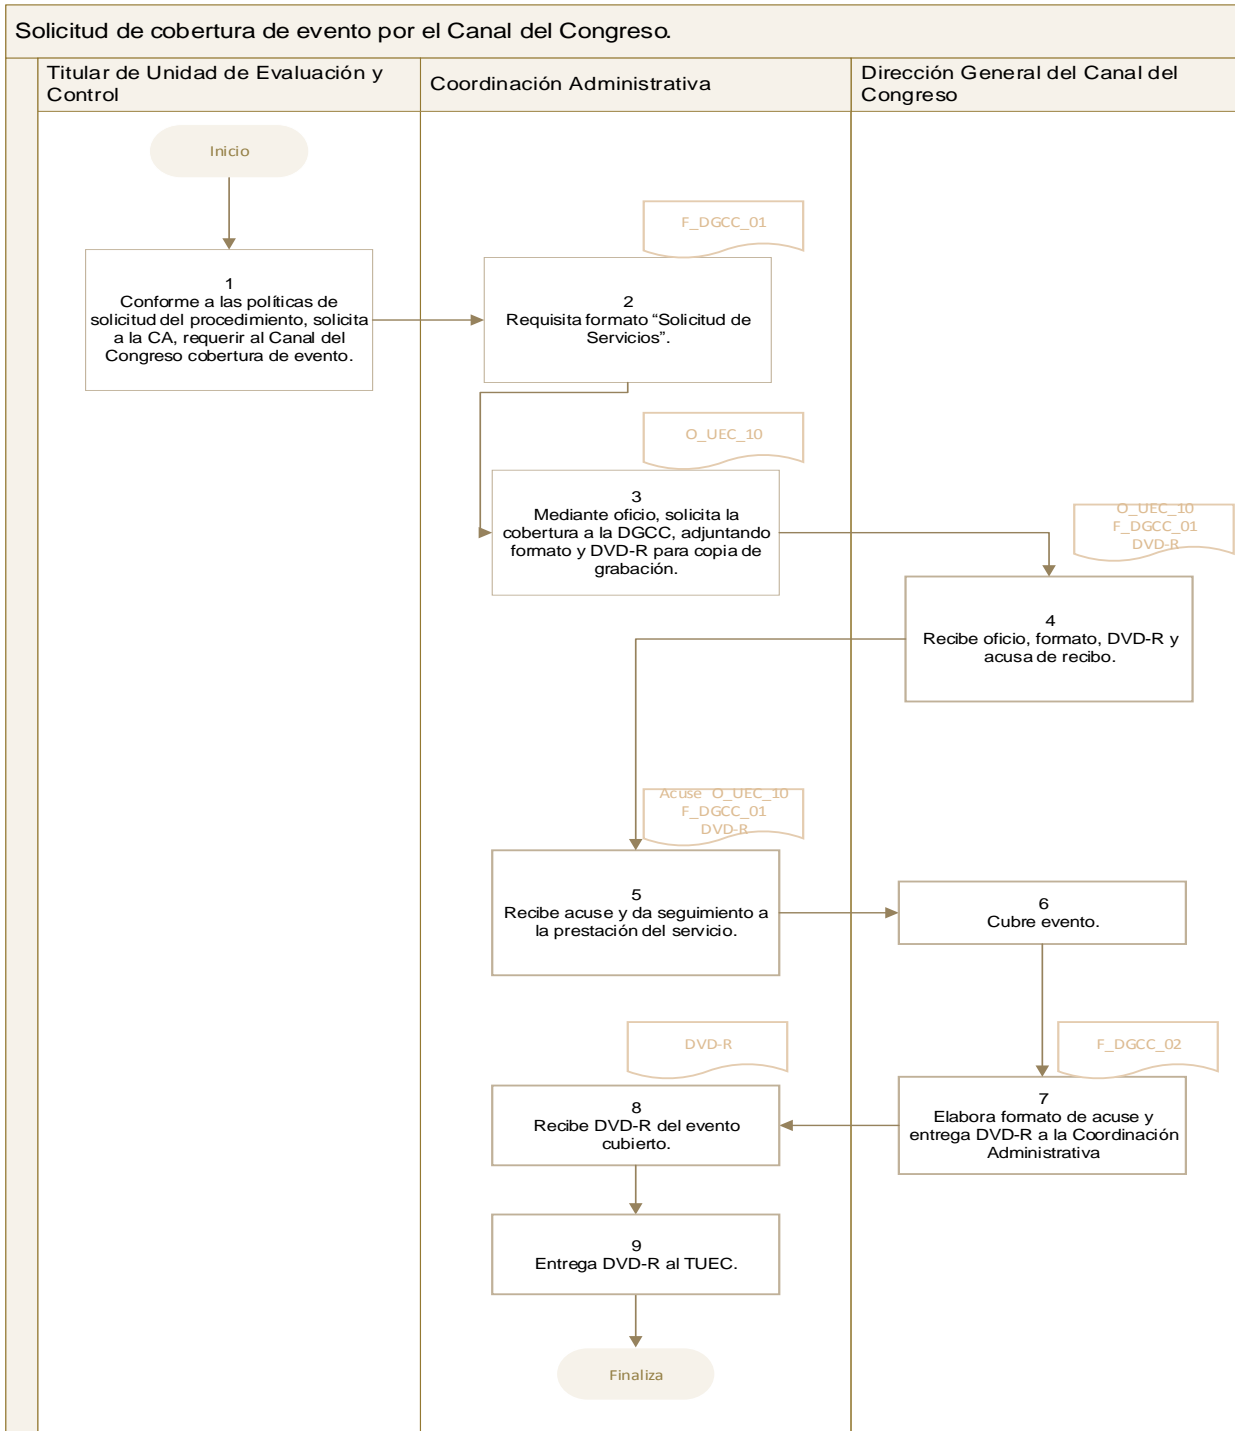 Solicitud de cobertura de evento por el Canal del Congreso.
Titular de Unidad de Evaluación y
Control
Coordinación Administrativa
Dirección General del Canal del
Congreso
Inicio
F_DGCC_01
1
Conforme a las políticas de
solicitud del procedimiento, solicita
a la CA, requerir al Canal del
Congreso cobertura de evento.
2
Requisita formato “Solicitud de
Servicios”.
O_UEC_10
3
Mediante oficio, solicita la
cobertura a la DGCC, adjuntando
formato y DVD-R para copia de
grabación.
O_UEC_10
F_DGCC_01
DVD-R
4
Recibe oficio, formato, DVD-R y
acusa de recibo.
Acuse O_UEC_10
F_DGCC_01
DVD-R
5
Recibe acuse y da seguimiento a
la prestación del servicio.
6
Cubre evento.
DVD-R
F_DGCC_02
8
Recibe DVD-R del evento
cubierto.
7
Elabora formato de acuse y
entrega DVD-R a la Coordinación
Administrativa
9
Entrega DVD-R al TUEC.
Finaliza